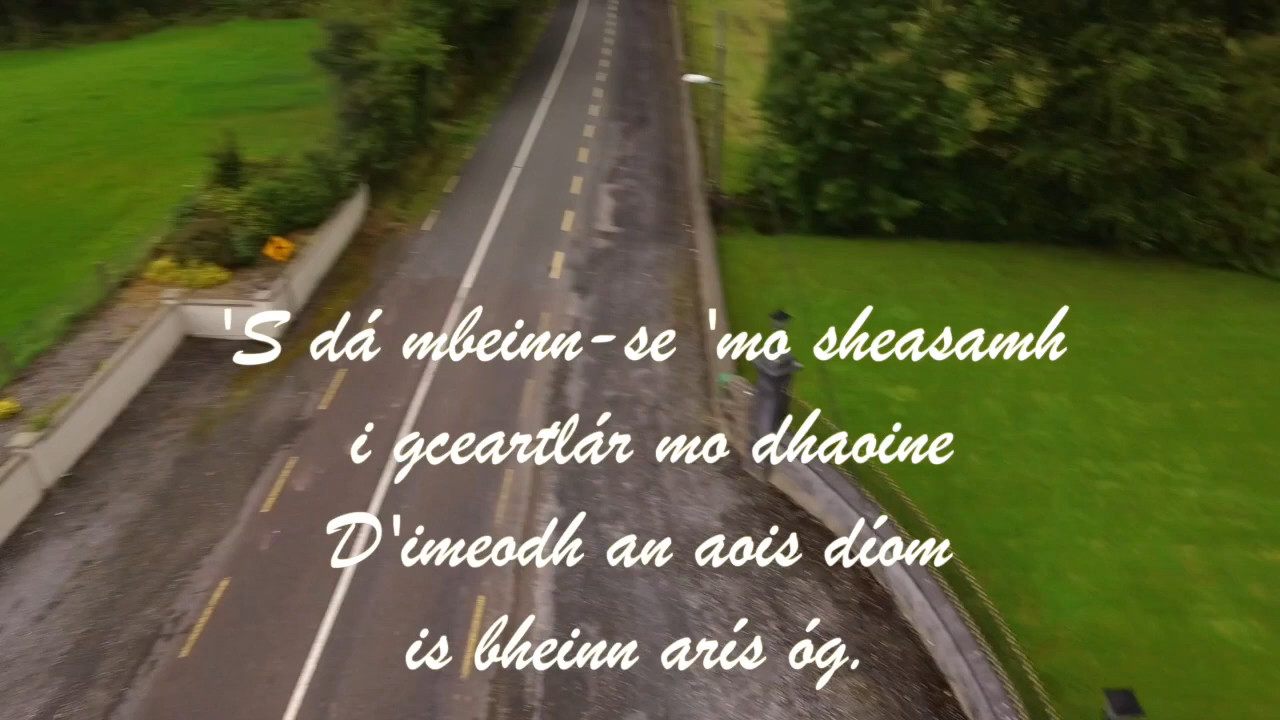 'S dá mbeinn-se 'mo sheasamh
i gceartlár mo dhaoine
D'imeodh an aois díom
is bheinn arís óg.